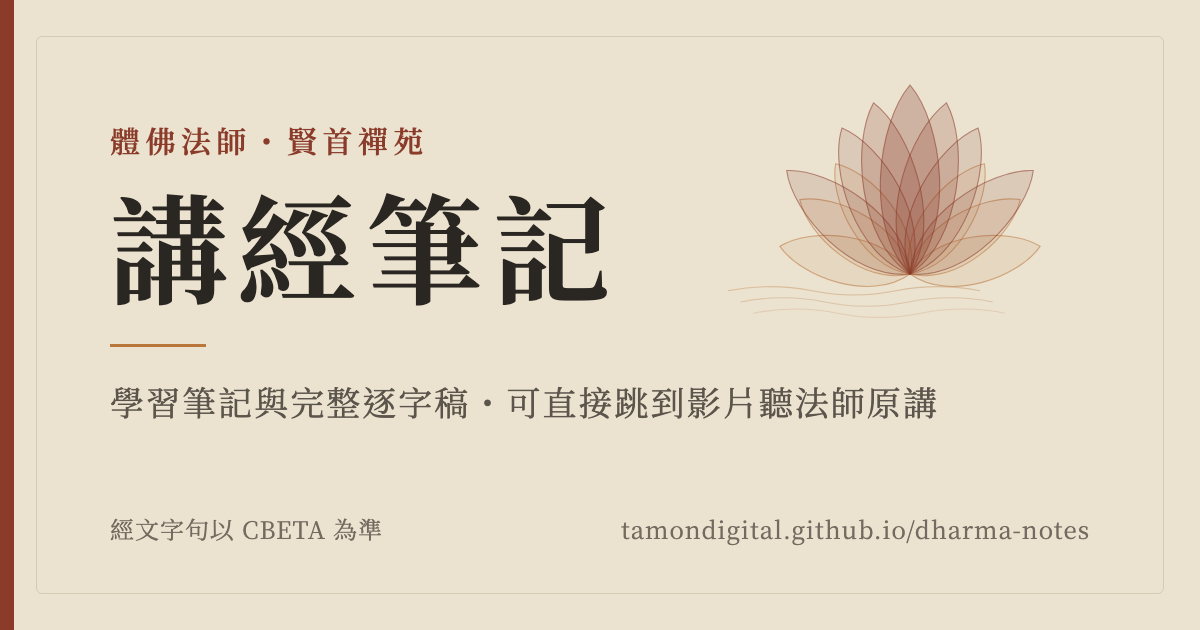 體佛法師・賢首禪苑
講經筆記
學習筆記與完整逐字稿・可直接跳到影片聽法師原講
經文字句以 CBETA 為準
tamondigital.github.io/dharma-notes